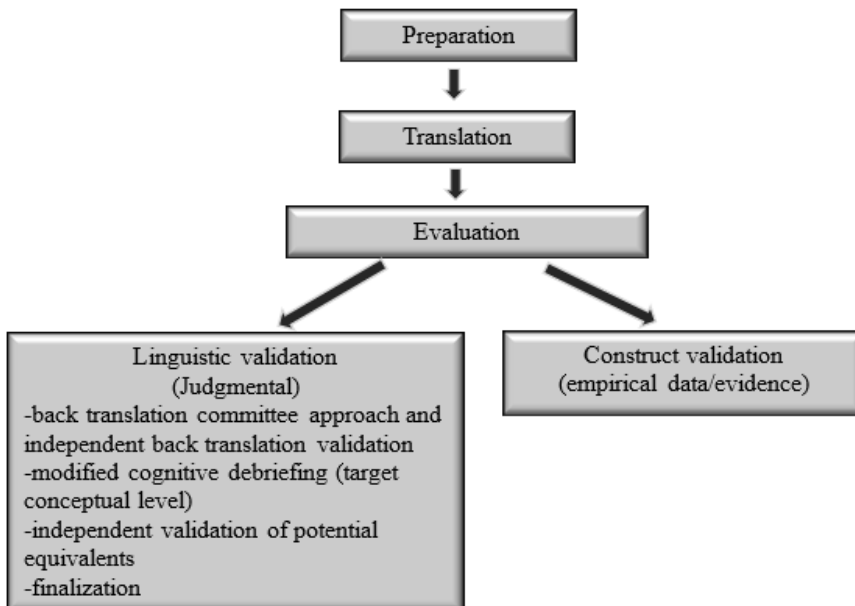 Preparation
Translation
Evaluation
Linguistic validation
(Judgmental)
-back translation committee approach and
independent back translation validation
-modified cognitive debriefing (target
conceptual level)
-independent validation of potential
equivalents
-finalization
Construct validation
(empirical data/evidence)